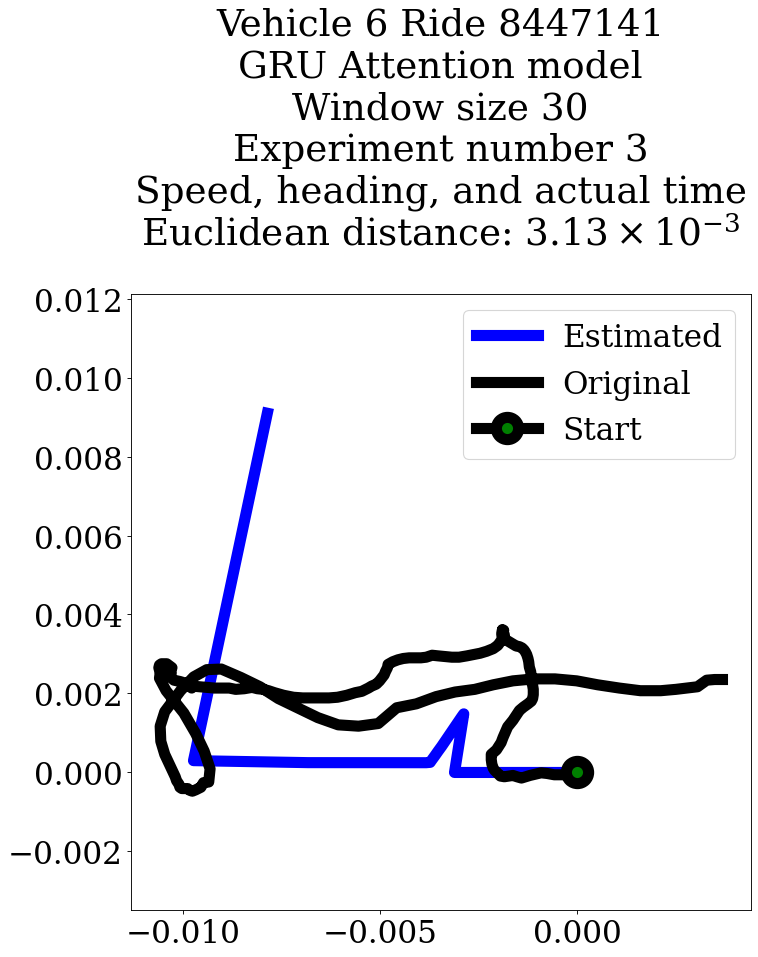 Vehicle 6 Ride 8447141
GRU Attention model
Window size 30
Experiment number 3
Speed, heading, and actual time
Euclidean distance: 3.13 × 10⁻³
0.012
0.010
0.008
0.006
0.004
0.002
0.000
−0.002
Estimated
Original
Start
−0.010
−0.005
0.000